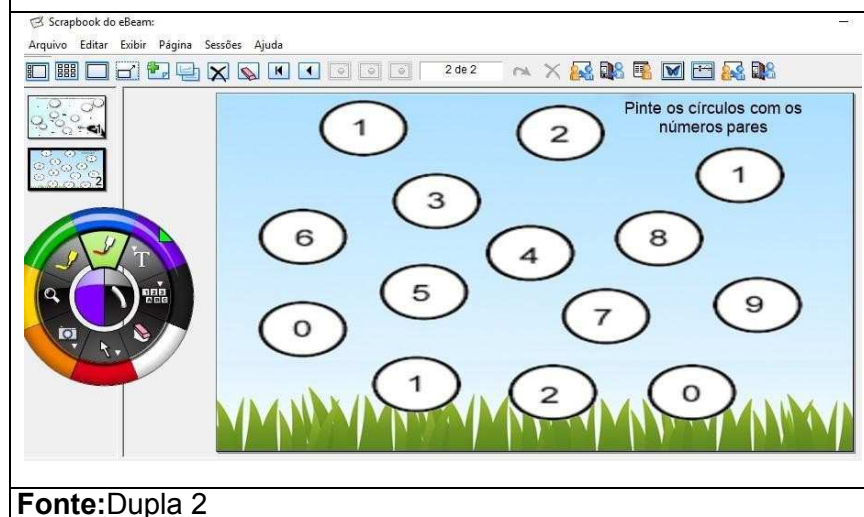 Scrapbook do eBeam:
Arquivo Editar Exibir Página Sessões Ajuda
2 de 2
Pinte os círculos com os
números pares
1
2
1
3
6
4
8
5
0
7
9
1
2
0
2
T
Fonte:Dupla 2